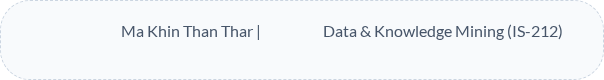 Ma Khin Than Thar | Data & Knowledge Mining (IS-212)